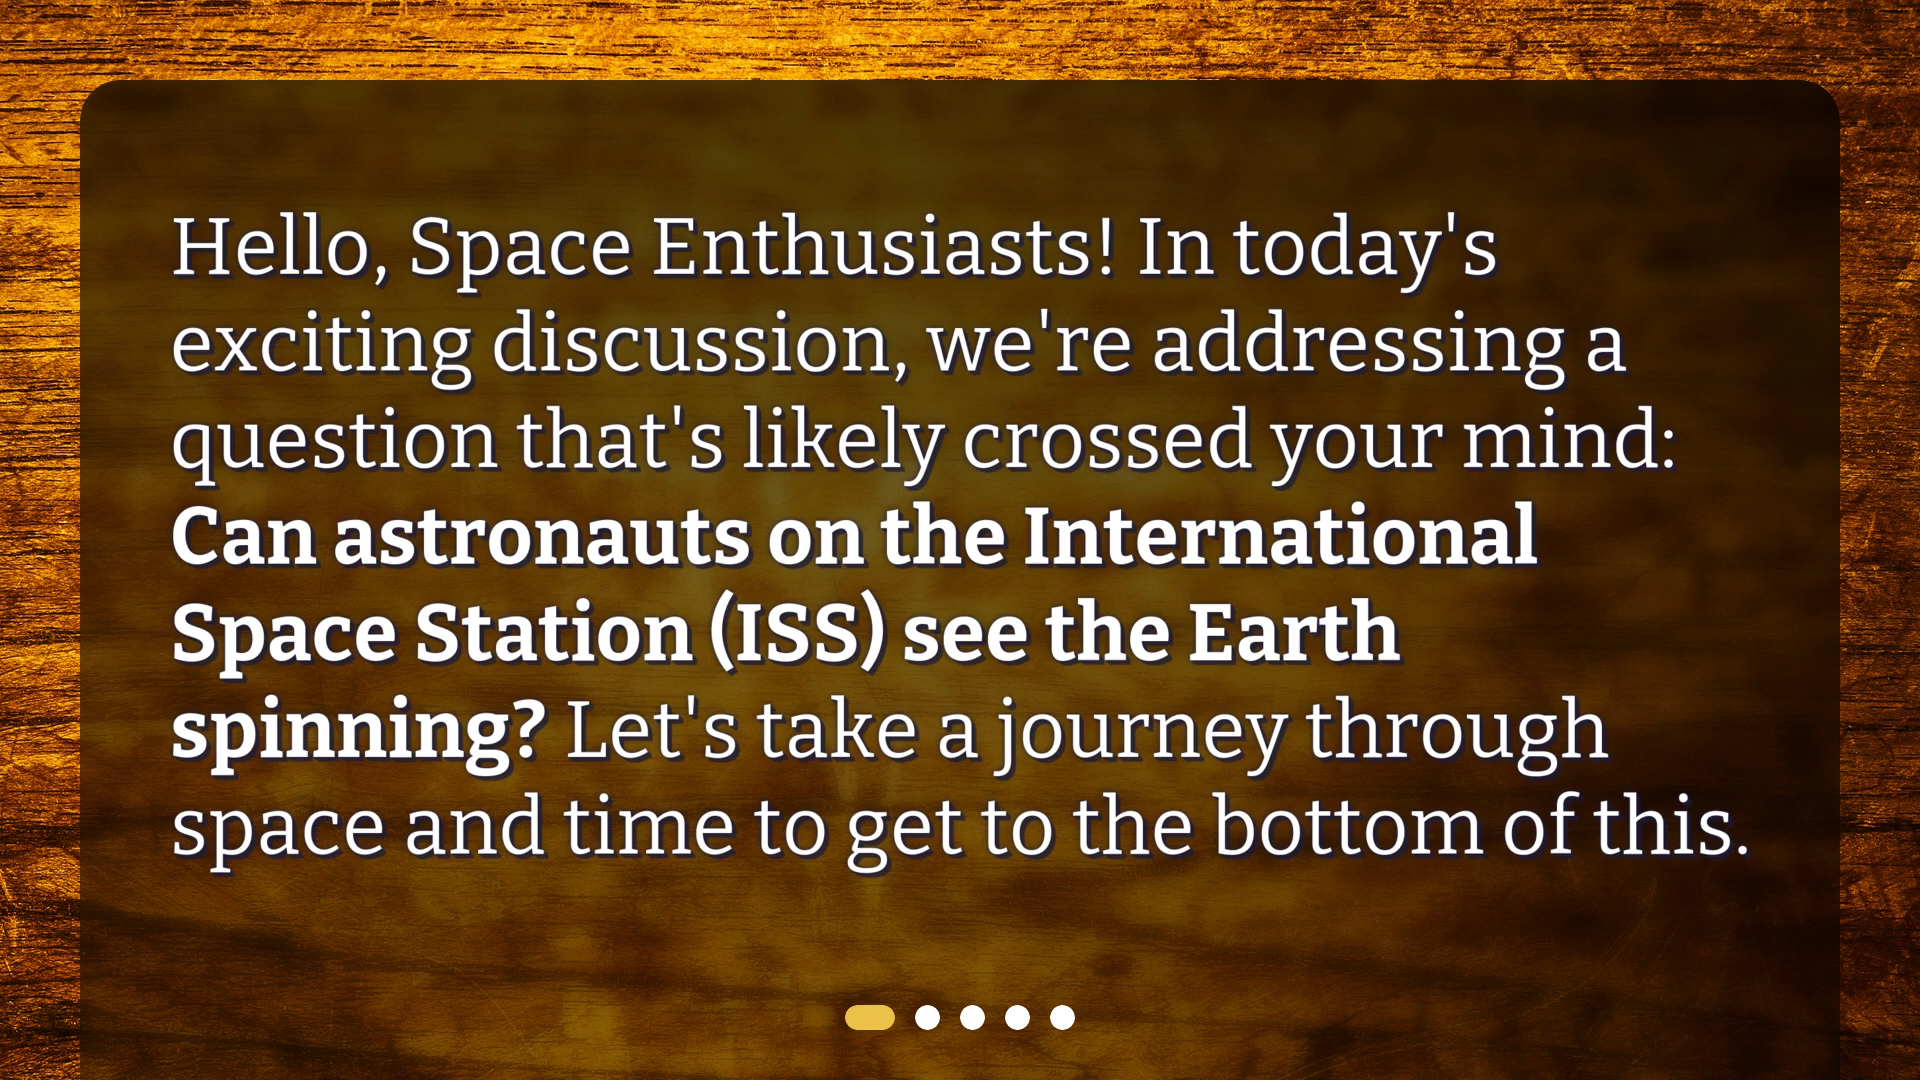 Hello, Space Enthusiasts! In today's
exciting discussion, we're addressing a
question that's likely crossed your mind:
Can astronauts on the International
Space Station (ISS) see the Earth
spinning? Let's take a journey through
space and time to get to the bottom of this.